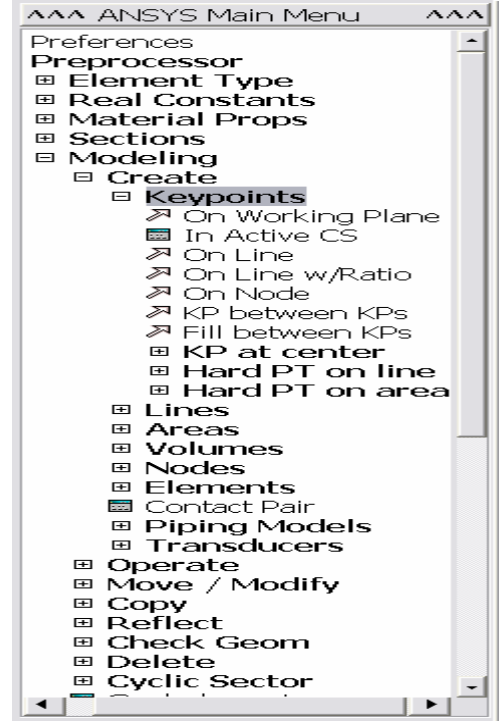 ANSYS Main Menu
Preferences
Preprocessor
Element Type
Real Constants
Material Props
Sections
Modeling
Create
Keypoints
On Working Plane
In Active CS
On Line
On Line w/Ratio
On Node
KP between KPs
Fill between KPs
KP at center
Hard PT on line
Hard PT on area
Lines
Areas
Volumes
Nodes
Elements
Contact Pair
Piping Models
Transducers
Operate
Move / Modify
Copy
Reflect
Check Geom
Delete
Cyclic Sector